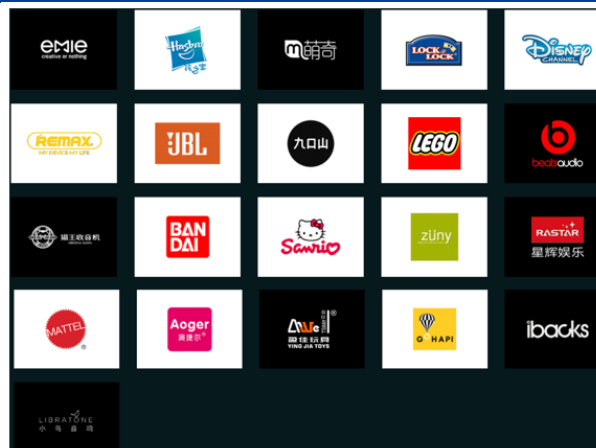 emie
creative or nothing
Hasbro
孩之宝
m萌奇
LOCK
&LOCK
Disney
CHANNEL
REMAX.
MY DEVICE MY LIFE
JBL
九口山
LEGO
b
beatsaudio
猫王收音机
BAN
DAI
Sanrio
zůny
RASTAR
星辉娱乐
MATTEL
®
Aoger
澳捷尔®
盈佳玩具
YING JIA TOYS
GOHAPI
ibacks
LIBRATONE
小鸟音响